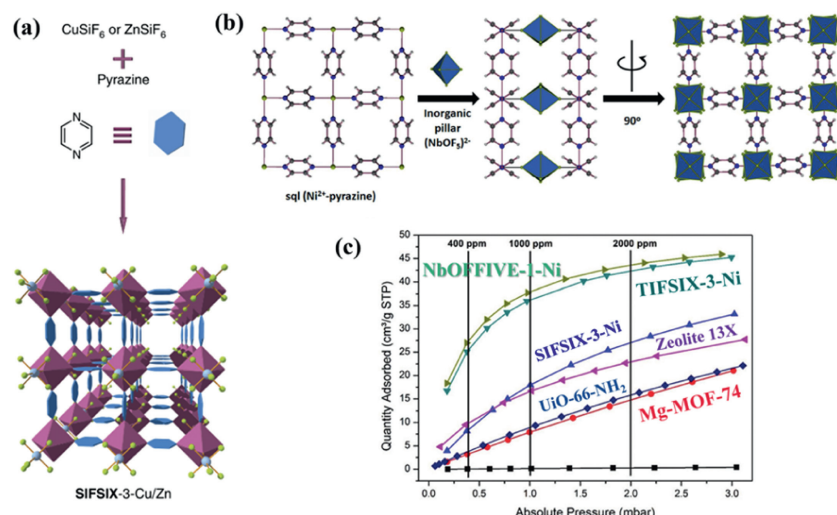 (a)
CuSiF6 or ZnSiF6
Pyrazine
N
N
SIFSIX-3-Cu/Zn
(b)
sql (Ni2+-pyrazine)
Inorganic
pillar
(NbOF5)2-
90°
(c)
400 ppm
1000 ppm
2000 ppm
NbOFFIVE-1-Ni
TIFSIX-3-Ni
SIFSIX-3-Ni
Zeolite 13X
UiO-66-NH2
Mg-MOF-74
Quantity Adsorbed (cm³/g STP)
50
45
40
35
30
25
20
15
10
5
0
0.0
0.5
1.0
1.5
2.0
2.5
3.0
Absolute Pressure (mbar)